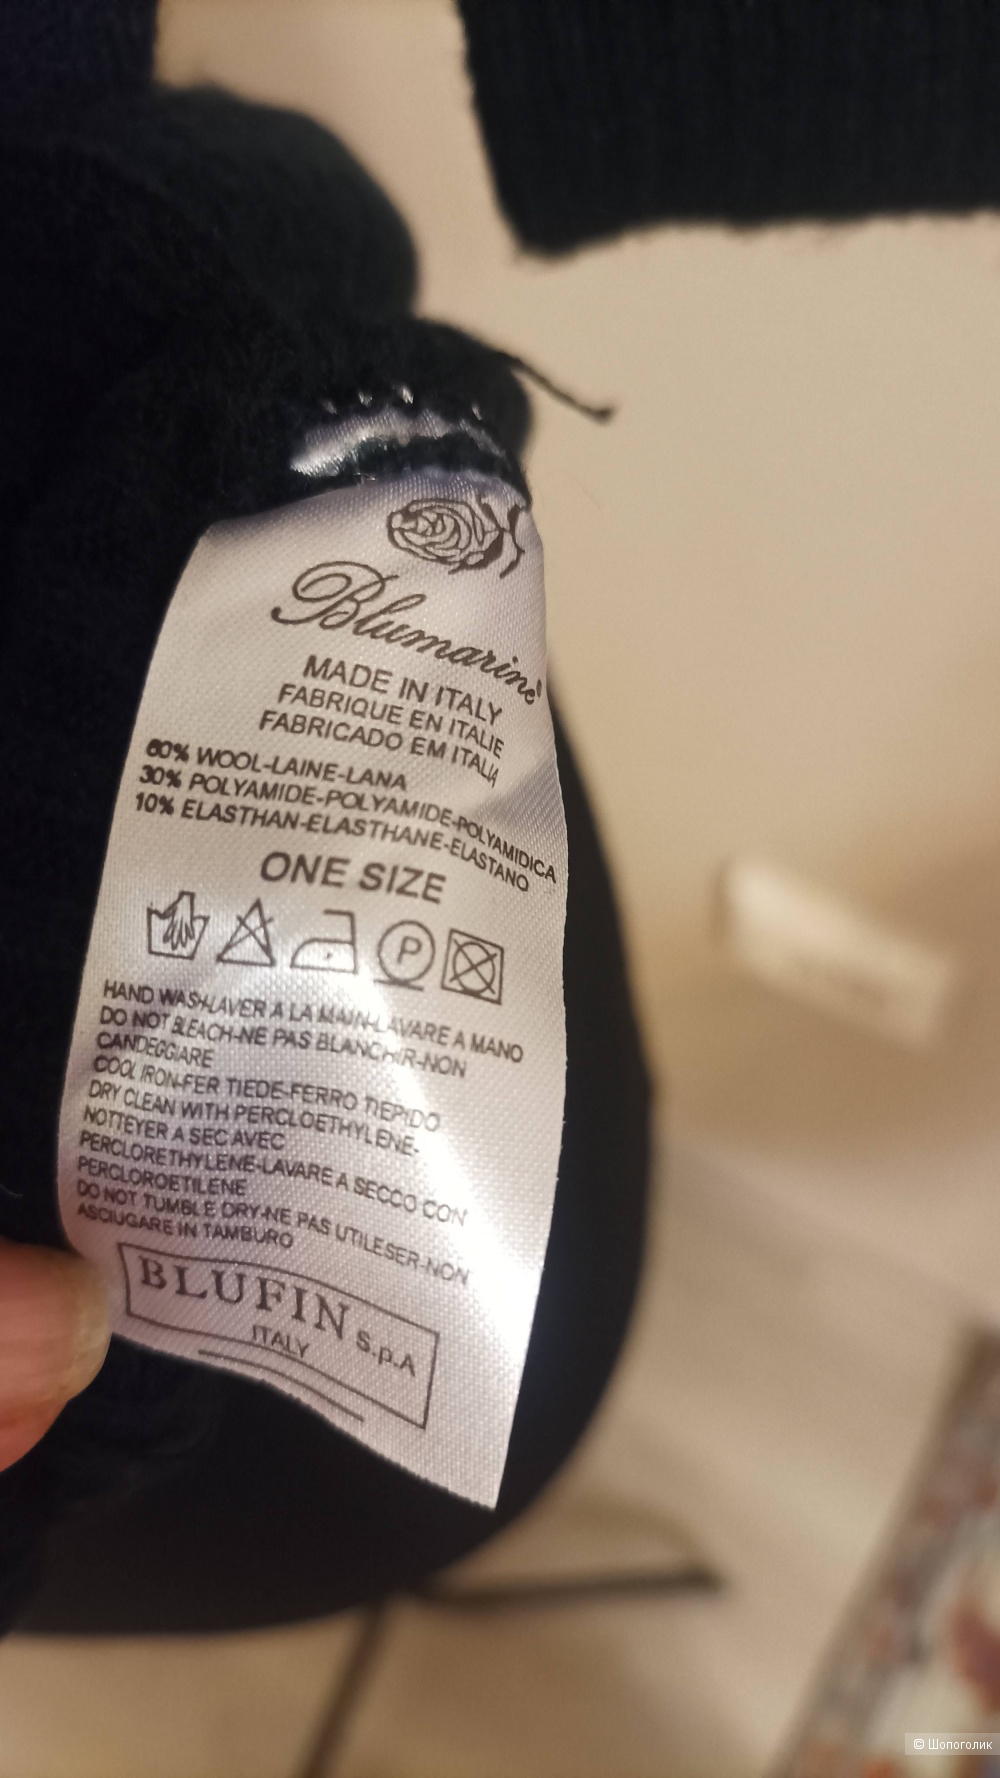 Blumarine®
MADE IN ITALY
FABRIQUE EN ITALIE
FABRICADO EM ITALIA
60% WOOL-LAINE-LANA
30% POLYAMIDE-POLYAMIDE-POLYAMIDICA
10% ELASTHAN-ELASTHANE-ELASTANO
ONE SIZE
P
HAND WASH-LAVER A LA MAIN-LAVARE A MANO
DO NOT BLEACH-NE PAS BLANCHIR-NON
CANDEGGIARE
COOL IRON-FER TIEDE-FERRO TIEPIDO
DRY CLEAN WITH PERCLOETHYLENE-
NOTTEYER A SEC AVEC
PERCLORETHYLENE-LAVARE A SECCO CON
PERCLOROETILENE
DO NOT TUMBLE DRY-NE PAS UTILESER-NON
ASCIUGARE IN TAMBURO
BLUFIN S.p.A
ITALY
© Шопоголик